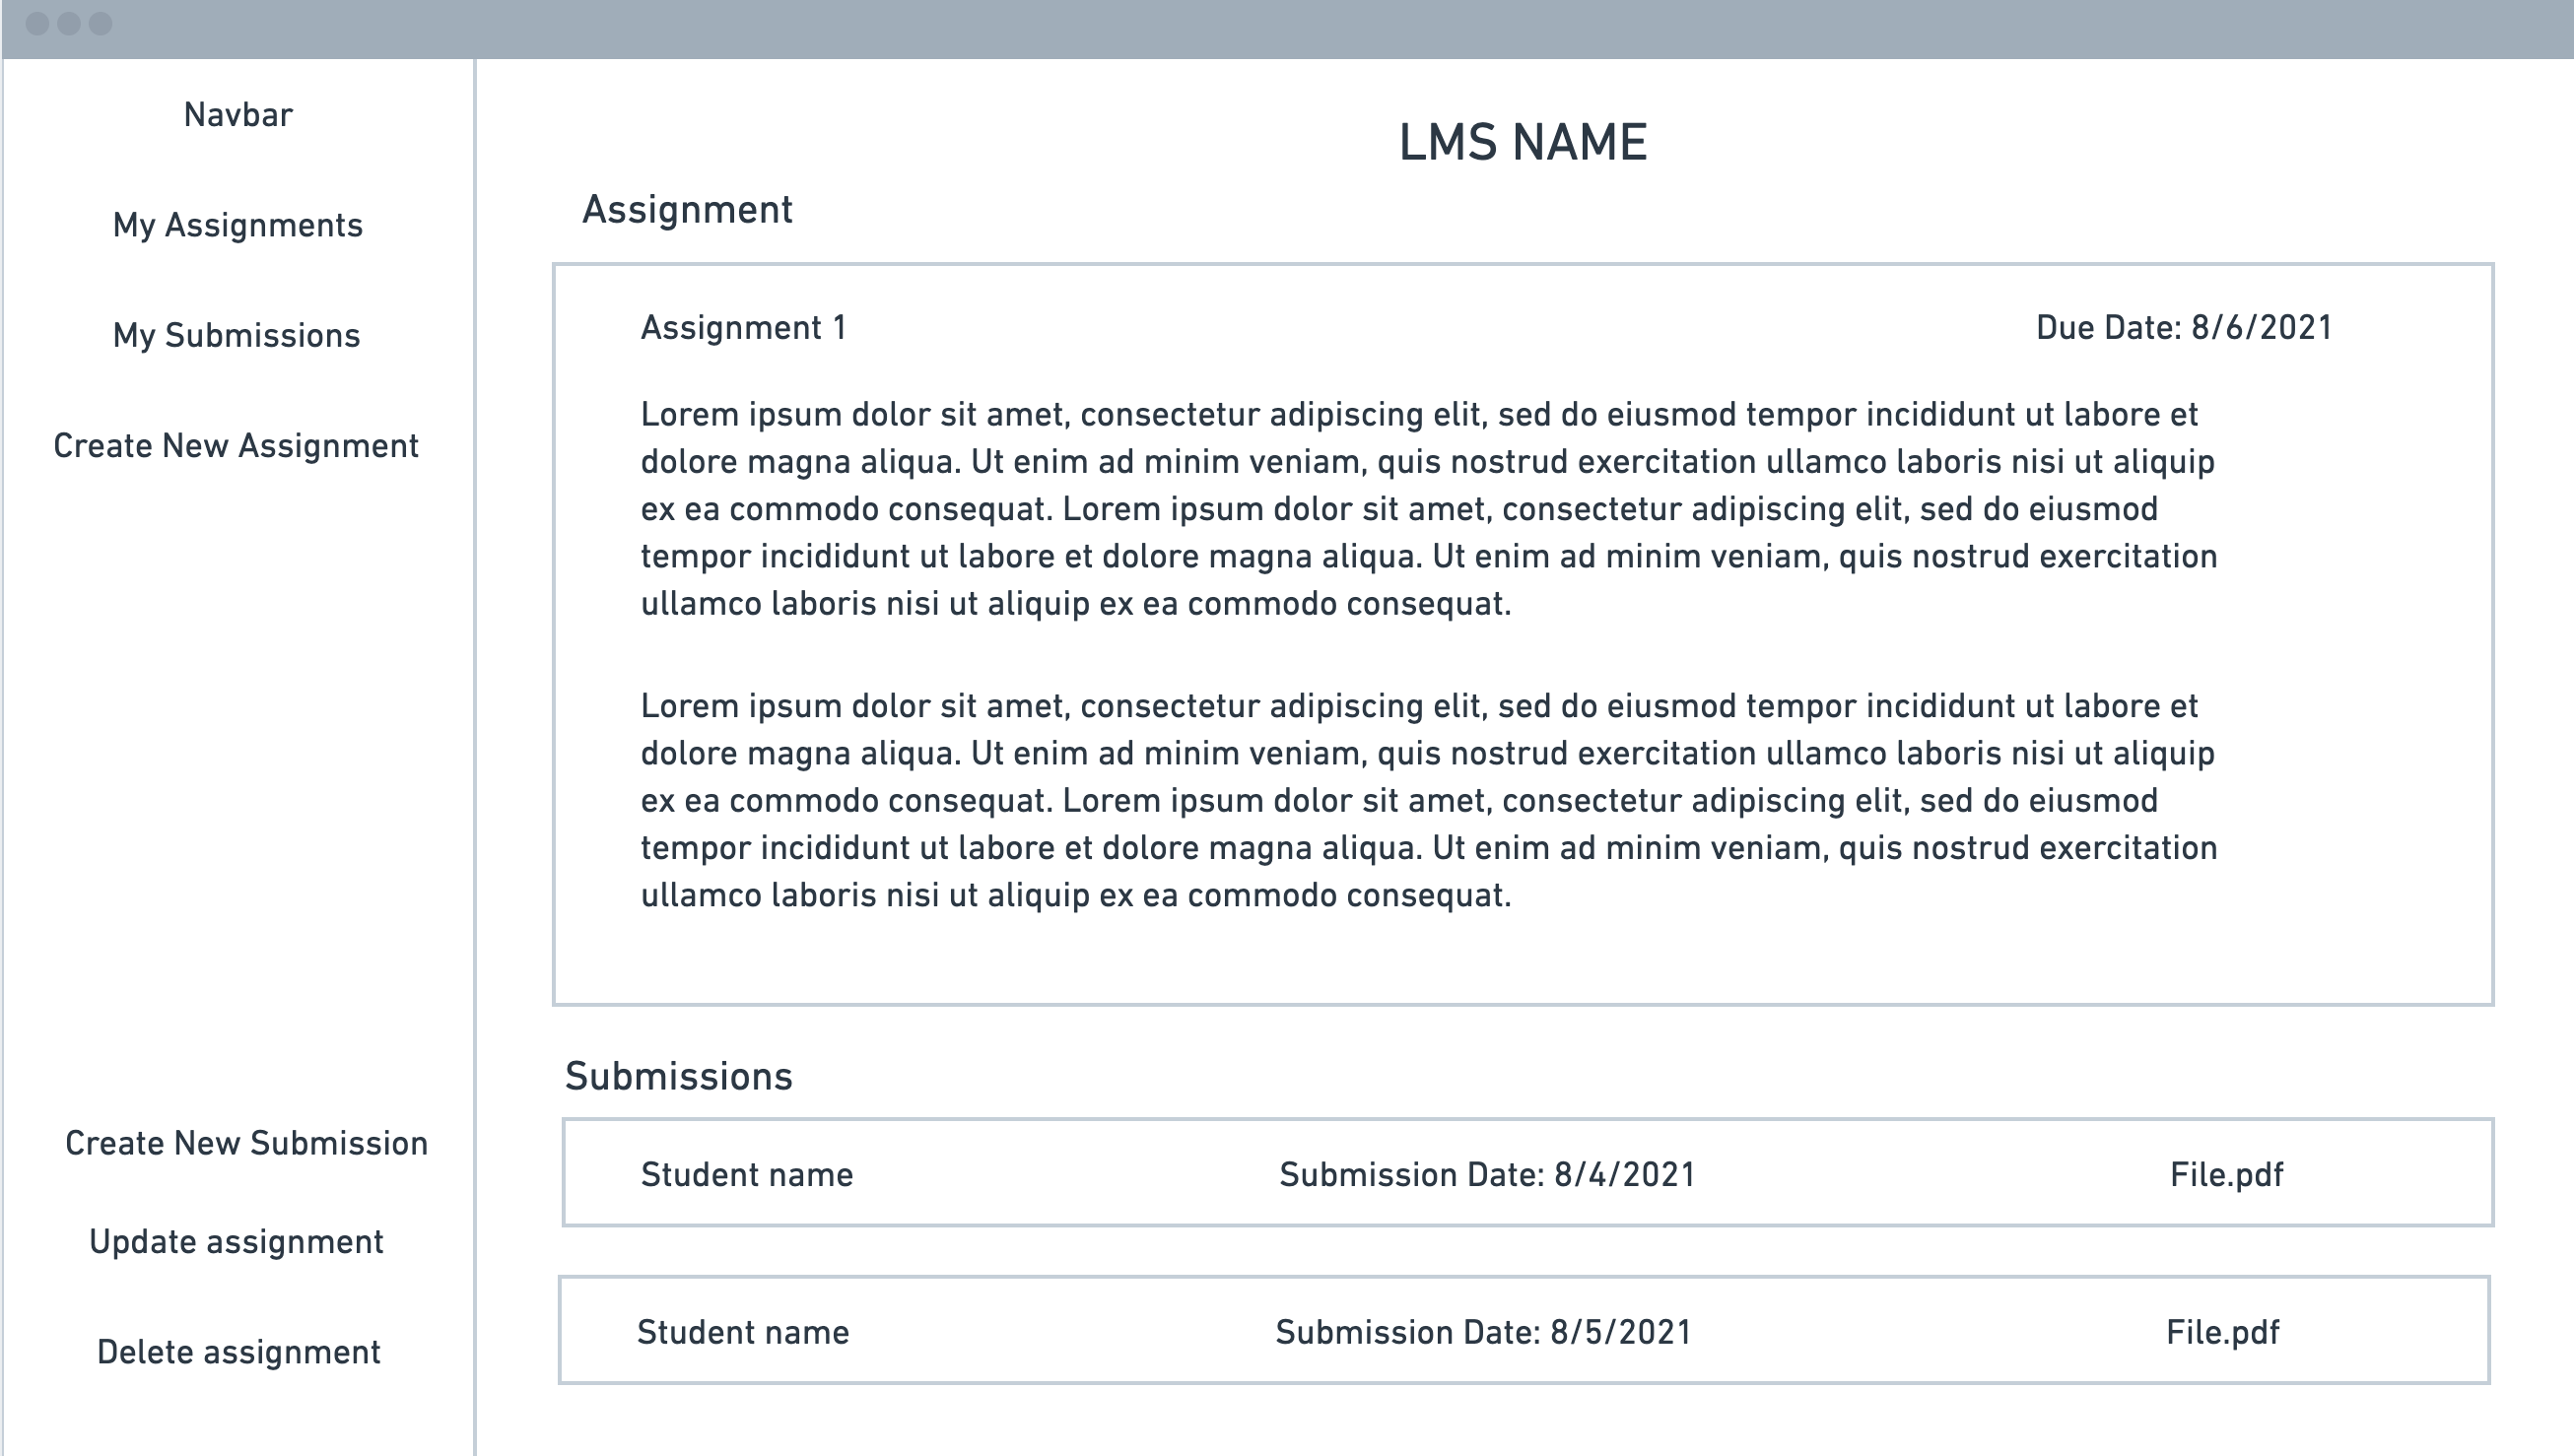 Navbar
My Assignments
My Submissions
Create New Assignment
Create New Submission
Update assignment
Delete assignment
LMS NAME
Assignment
Assignment 1 Due Date: 8/6/2021
Lorem ipsum dolor sit amet, consectetur adipiscing elit, sed do eiusmod tempor incididunt ut labore et
dolore magna aliqua. Ut enim ad minim veniam, quis nostrud exercitation ullamco laboris nisi ut aliquip
ex ea commodo consequat. Lorem ipsum dolor sit amet, consectetur adipiscing elit, sed do eiusmod
tempor incididunt ut labore et dolore magna aliqua. Ut enim ad minim veniam, quis nostrud exercitation
ullamco laboris nisi ut aliquip ex ea commodo consequat.
Lorem ipsum dolor sit amet, consectetur adipiscing elit, sed do eiusmod tempor incididunt ut labore et
dolore magna aliqua. Ut enim ad minim veniam, quis nostrud exercitation ullamco laboris nisi ut aliquip
ex ea commodo consequat. Lorem ipsum dolor sit amet, consectetur adipiscing elit, sed do eiusmod
tempor incididunt ut labore et dolore magna aliqua. Ut enim ad minim veniam, quis nostrud exercitation
ullamco laboris nisi ut aliquip ex ea commodo consequat.
Submissions
Student name Submission Date: 8/4/2021 File.pdf
Student name Submission Date: 8/5/2021 File.pdf